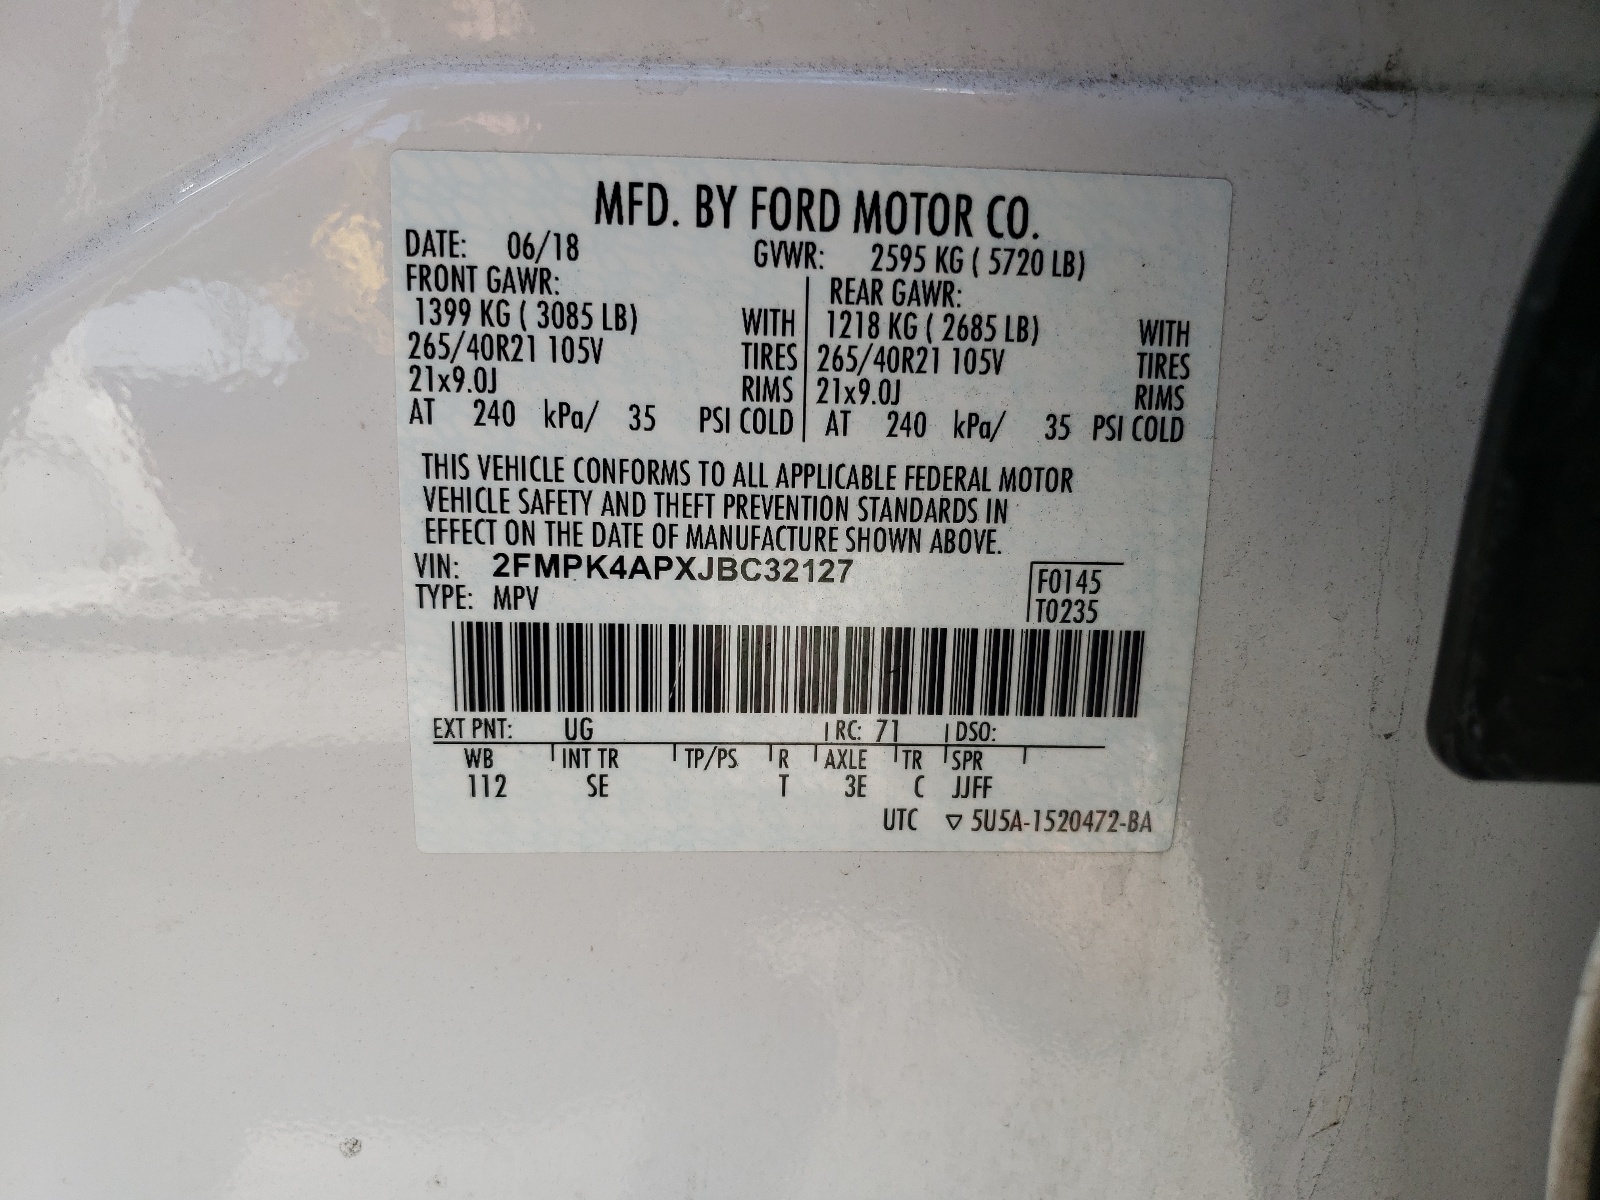 MFD. BY FORD MOTOR CO.
DATE: 06/18 GVWR: 2595 KG ( 5720 LB)
FRONT GAWR: REAR GAWR:
1399 KG ( 3085 LB) WITH 1218 KG ( 2685 LB) WITH
265/40R21 105V TIRES 265/40R21 105V TIRES
21x9.0J RIMS 21x9.0J RIMS
AT 240 kPa/ 35 PSI COLD AT 240 kPa/ 35 PSI COLD
THIS VEHICLE CONFORMS TO ALL APPLICABLE FEDERAL MOTOR
VEHICLE SAFETY AND THEFT PREVENTION STANDARDS IN
EFFECT ON THE DATE OF MANUFACTURE SHOWN ABOVE.
VIN: 2FMPK4APXJBC32127 F0145
TYPE: MPV T0235
EXT PNT: UG RC: 71 DSO:
WB INT TR TP/PS R AXLE TR SPR
112 SE T 3E C JJFF
UTC ▽ 5U5A-1520472-BA